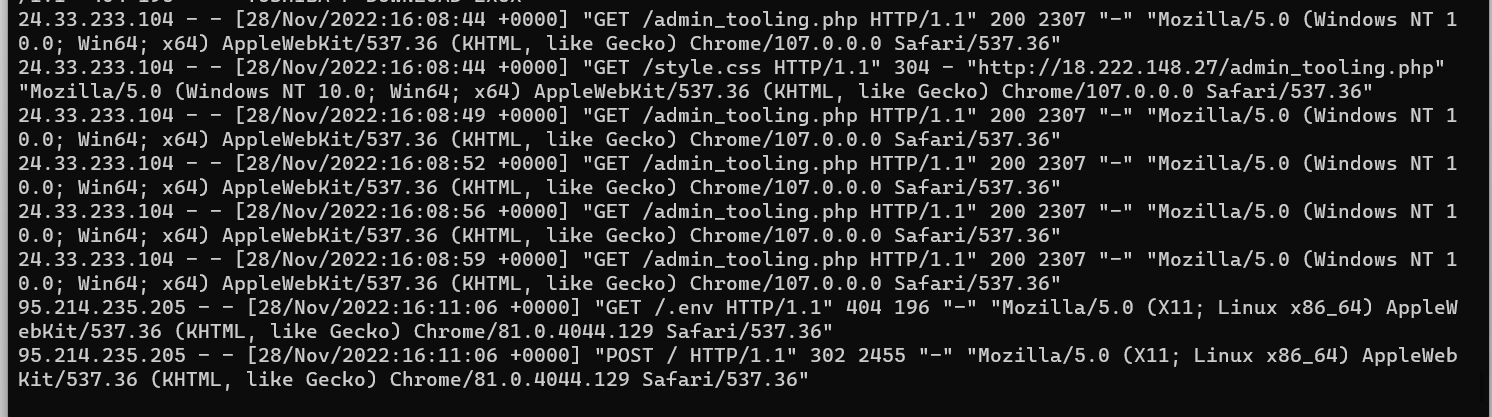 24.33.233.104 - - [28/Nov/2022:16:08:44 +0000] "GET /admin_tooling.php HTTP/1.1" 200 2307 "-" "Mozilla/5.0 (Windows NT 1
0.0; Win64; x64) AppleWebKit/537.36 (KHTML, like Gecko) Chrome/107.0.0.0 Safari/537.36"
24.33.233.104 - - [28/Nov/2022:16:08:44 +0000] "GET /style.css HTTP/1.1" 304 - "http://18.222.148.27/admin_tooling.php"
"Mozilla/5.0 (Windows NT 10.0; Win64; x64) AppleWebKit/537.36 (KHTML, like Gecko) Chrome/107.0.0.0 Safari/537.36"
24.33.233.104 - - [28/Nov/2022:16:08:49 +0000] "GET /admin_tooling.php HTTP/1.1" 200 2307 "-" "Mozilla/5.0 (Windows NT 1
0.0; Win64; x64) AppleWebKit/537.36 (KHTML, like Gecko) Chrome/107.0.0.0 Safari/537.36"
24.33.233.104 - - [28/Nov/2022:16:08:52 +0000] "GET /admin_tooling.php HTTP/1.1" 200 2307 "-" "Mozilla/5.0 (Windows NT 1
0.0; Win64; x64) AppleWebKit/537.36 (KHTML, like Gecko) Chrome/107.0.0.0 Safari/537.36"
24.33.233.104 - - [28/Nov/2022:16:08:56 +0000] "GET /admin_tooling.php HTTP/1.1" 200 2307 "-" "Mozilla/5.0 (Windows NT 1
0.0; Win64; x64) AppleWebKit/537.36 (KHTML, like Gecko) Chrome/107.0.0.0 Safari/537.36"
24.33.233.104 - - [28/Nov/2022:16:08:59 +0000] "GET /admin_tooling.php HTTP/1.1" 200 2307 "-" "Mozilla/5.0 (Windows NT 1
0.0; Win64; x64) AppleWebKit/537.36 (KHTML, like Gecko) Chrome/107.0.0.0 Safari/537.36"
95.214.235.205 - - [28/Nov/2022:16:11:06 +0000] "GET /.env HTTP/1.1" 404 196 "-" "Mozilla/5.0 (X11; Linux x86_64) AppleW
ebKit/537.36 (KHTML, like Gecko) Chrome/81.0.4044.129 Safari/537.36"
95.214.235.205 - - [28/Nov/2022:16:11:06 +0000] "POST / HTTP/1.1" 302 2455 "-" "Mozilla/5.0 (X11; Linux x86_64) AppleWeb
Kit/537.36 (KHTML, like Gecko) Chrome/81.0.4044.129 Safari/537.36"